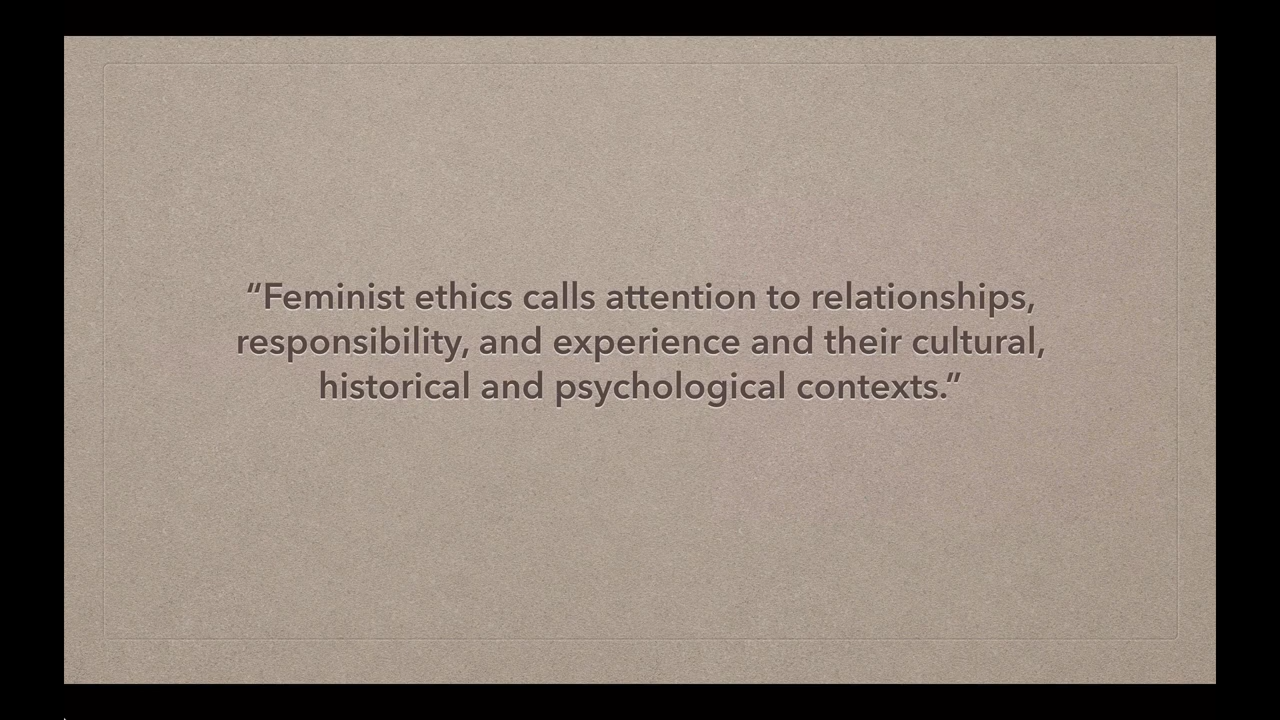 “Feminist ethics calls attention to relationships,
responsibility, and experience and their cultural,
historical and psychological contexts.”